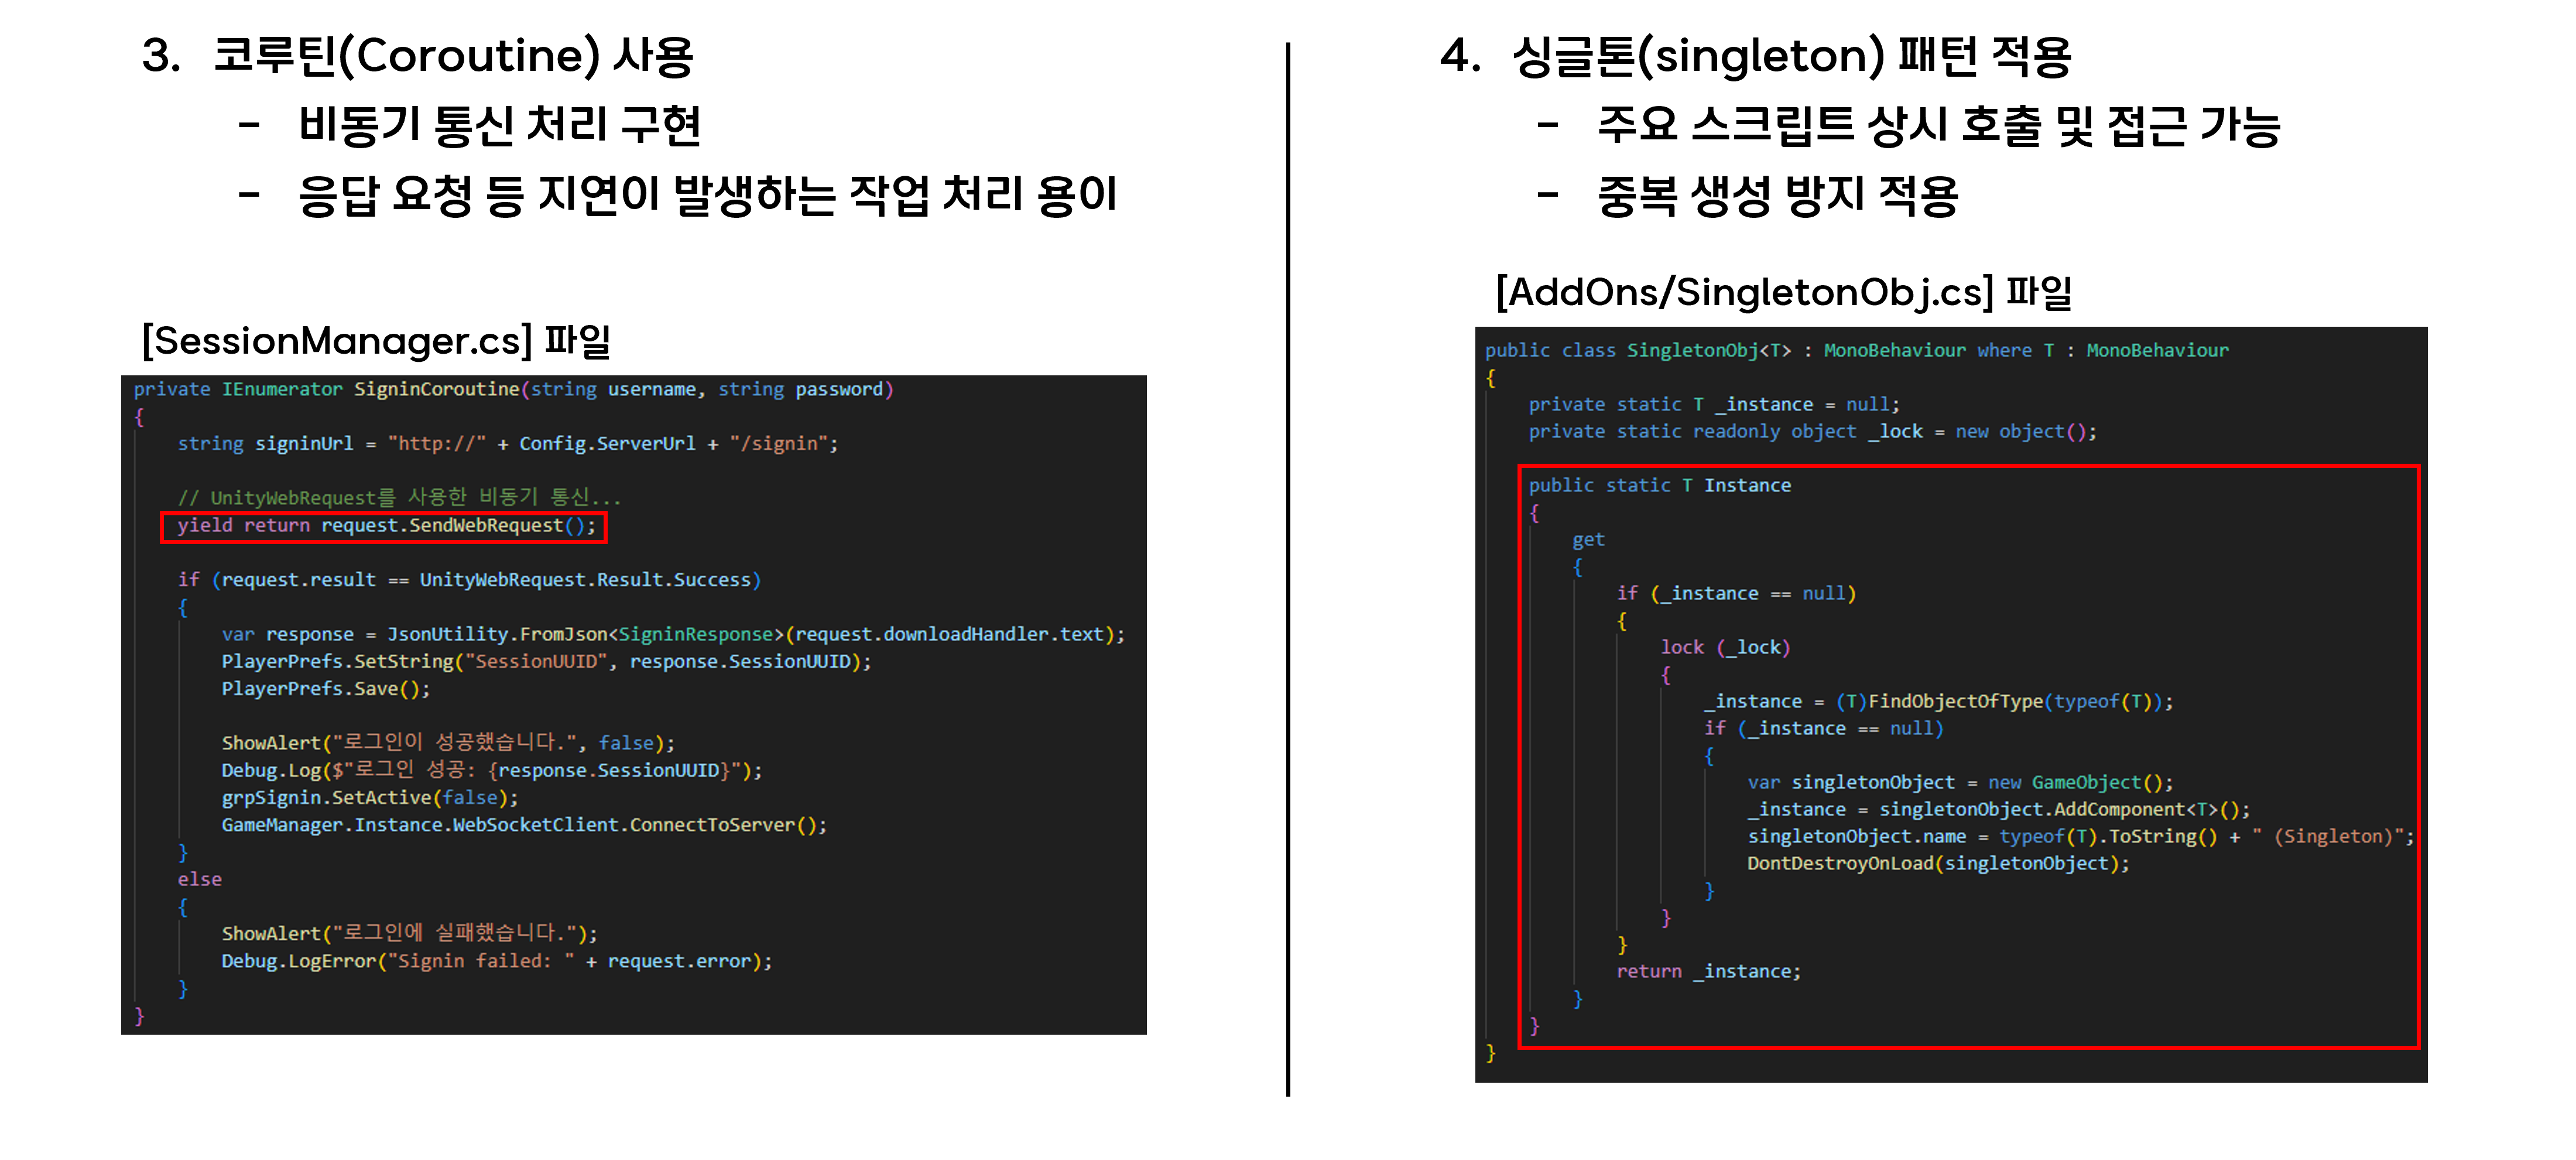 3. 코루틴(Coroutine) 사용
- 비동기 통신 처리 구현
- 응답 요청 등 지연이 발생하는 작업 처리 용이
[SessionManager.cs] 파일
private IEnumerator SigninCoroutine(string username, string password)
{
string signinUrl = "http://" + Config.ServerUrl + "/signin";
// UnityWebRequest를 사용한 비동기 통신...
yield return request.SendWebRequest();
if (request.result == UnityWebRequest.Result.Success)
{
var response = JsonUtility.FromJson<SigninResponse>(request.downloadHandler.text);
PlayerPrefs.SetString("SessionUUID", response.SessionUUID);
PlayerPrefs.Save();
ShowAlert("로그인이 성공했습니다.", false);
Debug.Log($"로그인 성공: {response.SessionUUID}");
grpSignin.SetActive(false);
GameManager.Instance.WebSocketClient.ConnectToServer();
}
else
{
ShowAlert("로그인에 실패했습니다.");
Debug.LogError("Signin failed: " + request.error);
}
}
4. 싱글톤(singleton) 패턴 적용
- 주요 스크립트 상시 호출 및 접근 가능
- 중복 생성 방지 적용
[AddOns/SingletonObj.cs] 파일
public class SingletonObj<T> : MonoBehaviour where T : MonoBehaviour
{
private static T _instance = null;
private static readonly object _lock = new object();
public static T Instance
{
get
{
if (_instance == null)
{
lock (_lock)
{
_instance = (T)FindObjectOfType(typeof(T));
if (_instance == null)
{
var singletonObject = new GameObject();
_instance = singletonObject.AddComponent<T>();
singletonObject.name = typeof(T).ToString() + " (Singleton)";
DontDestroyOnLoad(singletonObject);
}
}
}
return _instance;
}
}
}